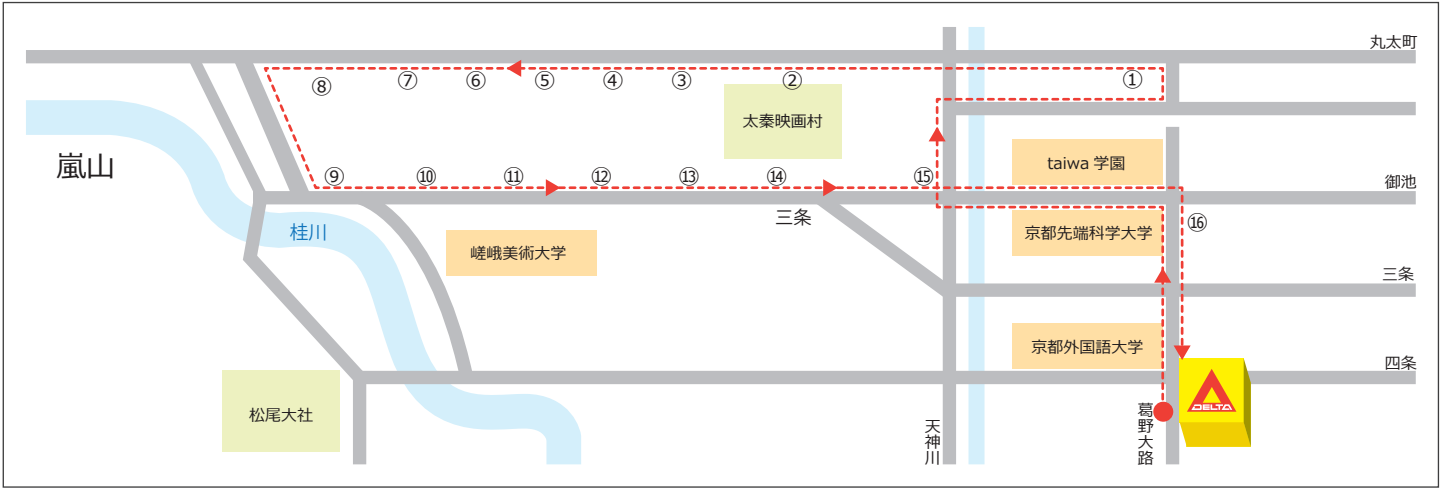 丸太町
⑧
⑦
⑥
⑤
④
③
②
①
太秦映画村
嵐山
taiwa 学園
⑨
⑩
⑪
⑫
⑬
⑭
⑮
御池
三条
⑯
桂川
嵯峨美術大学
京都先端科学大学
三条
京都外国語大学
四条
松尾大社
天神川
葛野大路
DELTA